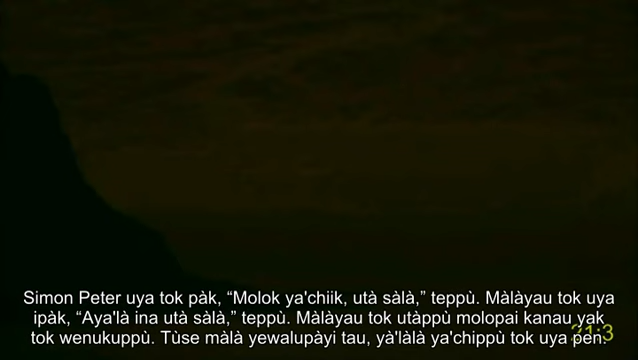 Simon Peter uya tok pàk, “Molok ya'chiik, utà sàlà,” teppù. Màlàyau tok uya
ipàk, “Aya'là ina utà sàlà,” teppù. Màlàyau tok utàppù molopai kanau yak
tok wenukuppù. Tùse màlà yewalupàyi tau, yà'làlà ya'chippù tok uya pen.
21:3